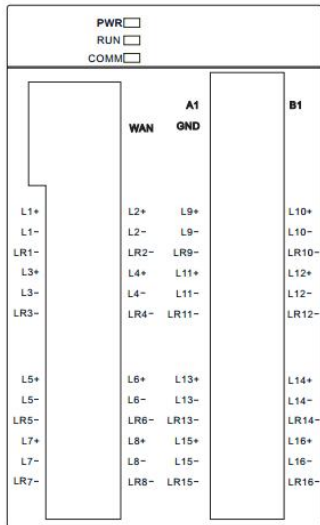 PWR
RUN
COMM
A1 B1
WAN GND
L1+ L2+ L9+ L10+
L1- L2- L9- L10-
LR1- LR2- LR9- LR10-
L3+ L4+ L11+ L12+
L3- L4- L11- L12-
LR3- LR4- LR11- LR12-
L5+ L6+ L13+ L14+
L5- L6- L13- L14-
LR5- LR6- LR13- LR14-
L7+ L8+ L15+ L16+
L7- L8- L15- L16-
LR7- LR8- LR15- LR16-